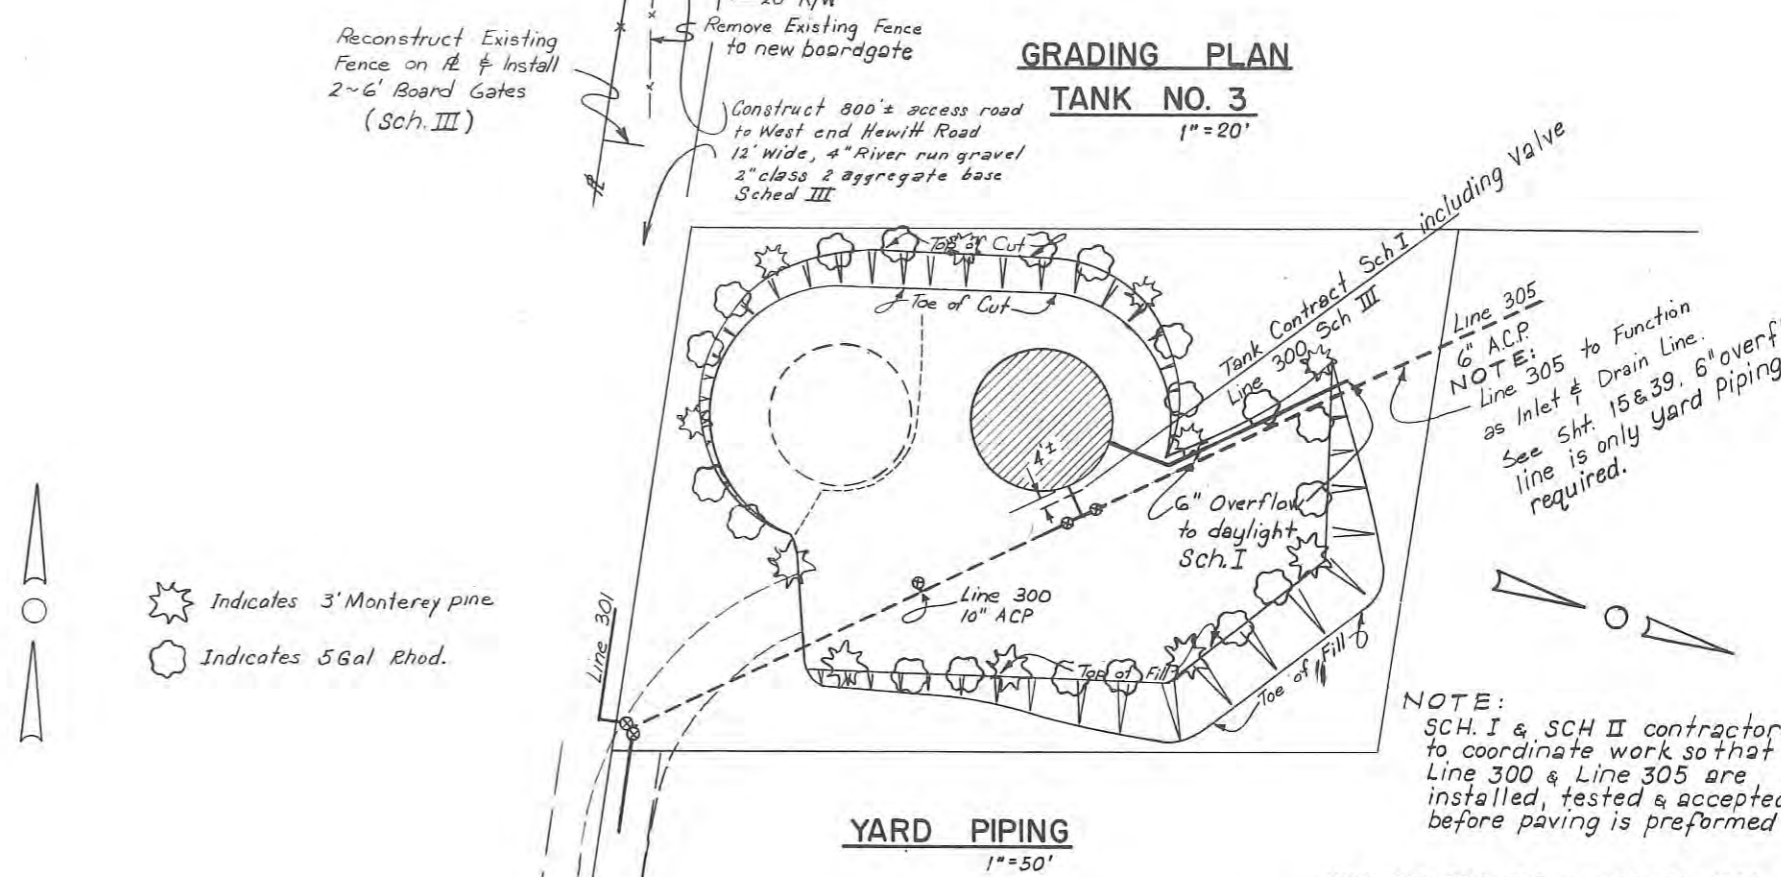 20' R/W
Remove Existing Fence
to new boardgate
Reconstruct Existing
Fence on ⅊ & Install
2~6' Board Gates
(Sch. III)
GRADING PLAN
TANK NO. 3
1"=20'
Construct 800'± access road
to West end Hewitt Road
12' Wide, 4" River run gravel
2" class 2 aggregate base
Sched III
⅊
Top of Cut
Toe of Cut
Tank Contract Sch I including Valve
Line 300 Sch III
Line 305
6" A.C.P.
NOTE:
Line 305 to Function
as Inlet & Drain Line.
See Sht. 15 & 39. 6" overf
line is only yard piping
required.
4'±
6" Overflow
to daylight
Sch. I
Line 300
10" ACP
Line 301
Indicates 3' Monterey pine
Indicates 5 Gal Rhod.
Top of Fill
Toe of Fill
NOTE:
SCH. I & SCH II contractor
to coordinate work so that
Line 300 & Line 305 are
installed, tested & accepted
before paving is preformed
YARD PIPING
1"=50'